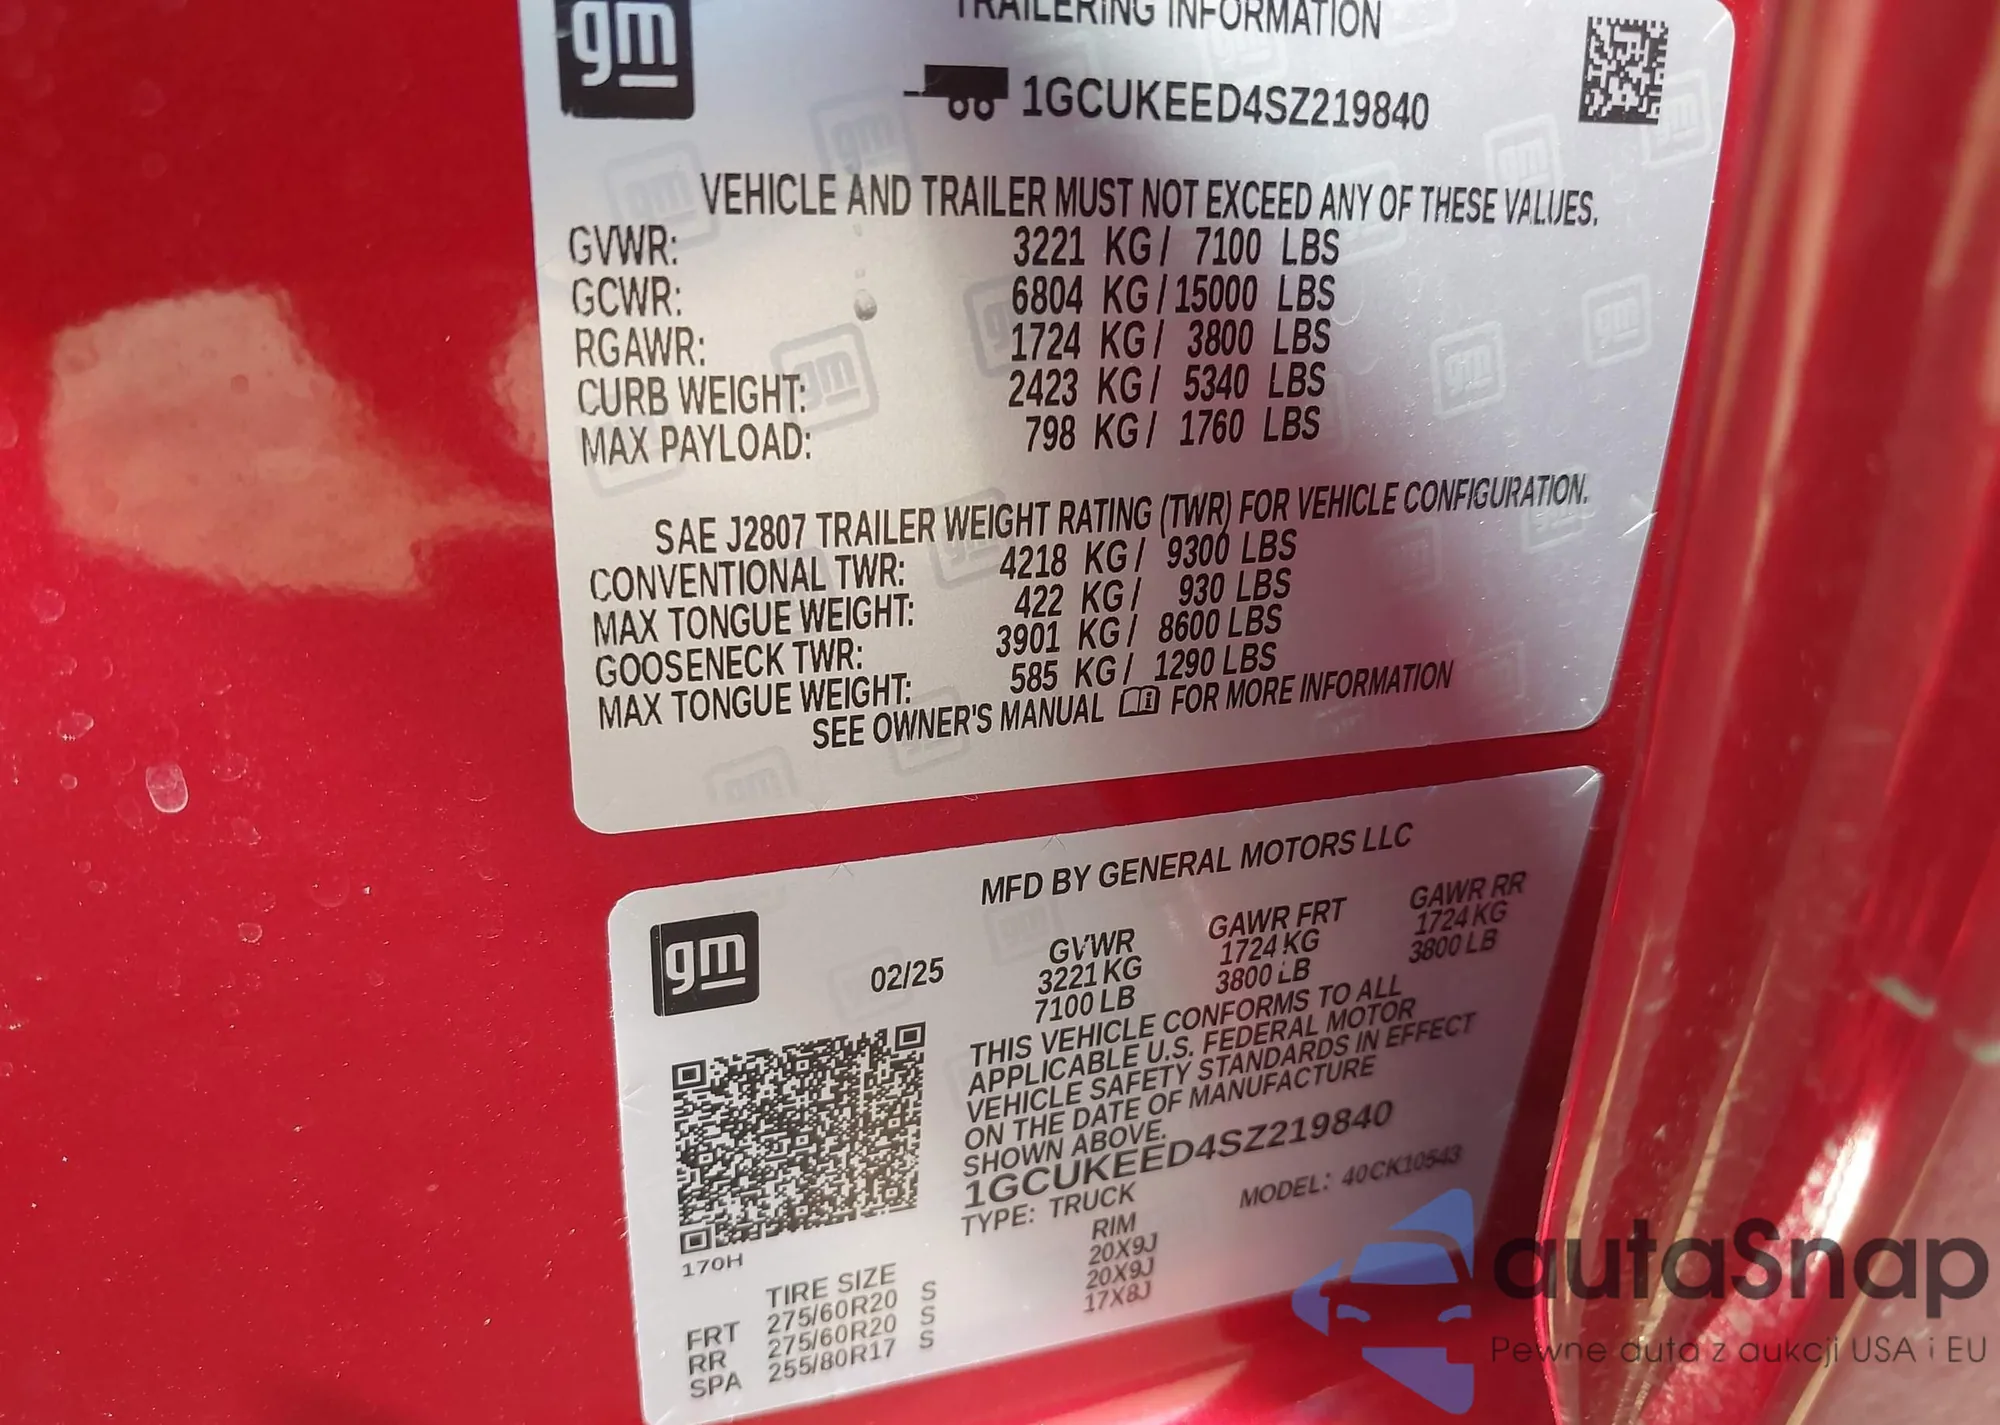 gm
TRAILERING INFORMATION
1GCUKEED4SZ219840
VEHICLE AND TRAILER MUST NOT EXCEED ANY OF THESE VALUES.
GVWR: 3221 KG / 7100 LBS
GCWR: 6804 KG / 15000 LBS
RGAWR: 1724 KG / 3800 LBS
CURB WEIGHT: 2423 KG / 5340 LBS
MAX PAYLOAD: 798 KG / 1760 LBS
SAE J2807 TRAILER WEIGHT RATING (TWR) FOR VEHICLE CONFIGURATION.
CONVENTIONAL TWR: 4218 KG / 9300 LBS
MAX TONGUE WEIGHT: 422 KG / 930 LBS
GOOSENECK TWR: 3901 KG / 8600 LBS
MAX TONGUE WEIGHT: 585 KG / 1290 LBS
SEE OWNER'S MANUAL FOR MORE INFORMATION
MFD BY GENERAL MOTORS LLC
gm
02/25
GVWR GAWR FRT GAWR RR
3221 KG 1724 KG 1724 KG
7100 LB 3800 LB 3800 LB
THIS VEHICLE CONFORMS TO ALL
APPLICABLE U.S. FEDERAL MOTOR
VEHICLE SAFETY STANDARDS IN EFFECT
ON THE DATE OF MANUFACTURE
SHOWN ABOVE.
1GCUKEED4SZ219840
TYPE: TRUCK MODEL: 40CK10543
170H
TIRE SIZE RIM
FRT 275/60R20 S 20X9J
RR 275/60R20 S 20X9J
SPA 255/80R17 S 17X8J
autaSnap
Pewne auta z aukcji USA i EU